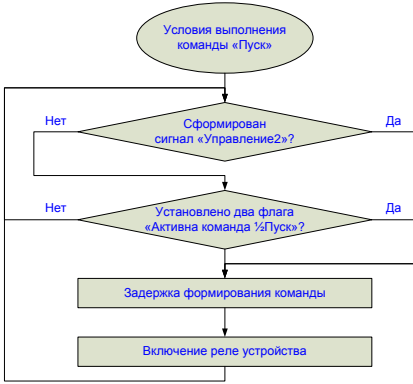 Условия выполнения
команды «Пуск»
Нет
Сформирован
сигнал «Управление2»?
Да
Нет
Установлено два флага
«Активна команда ½Пуск»?
Да
Задержка формирования команды
Включение реле устройства